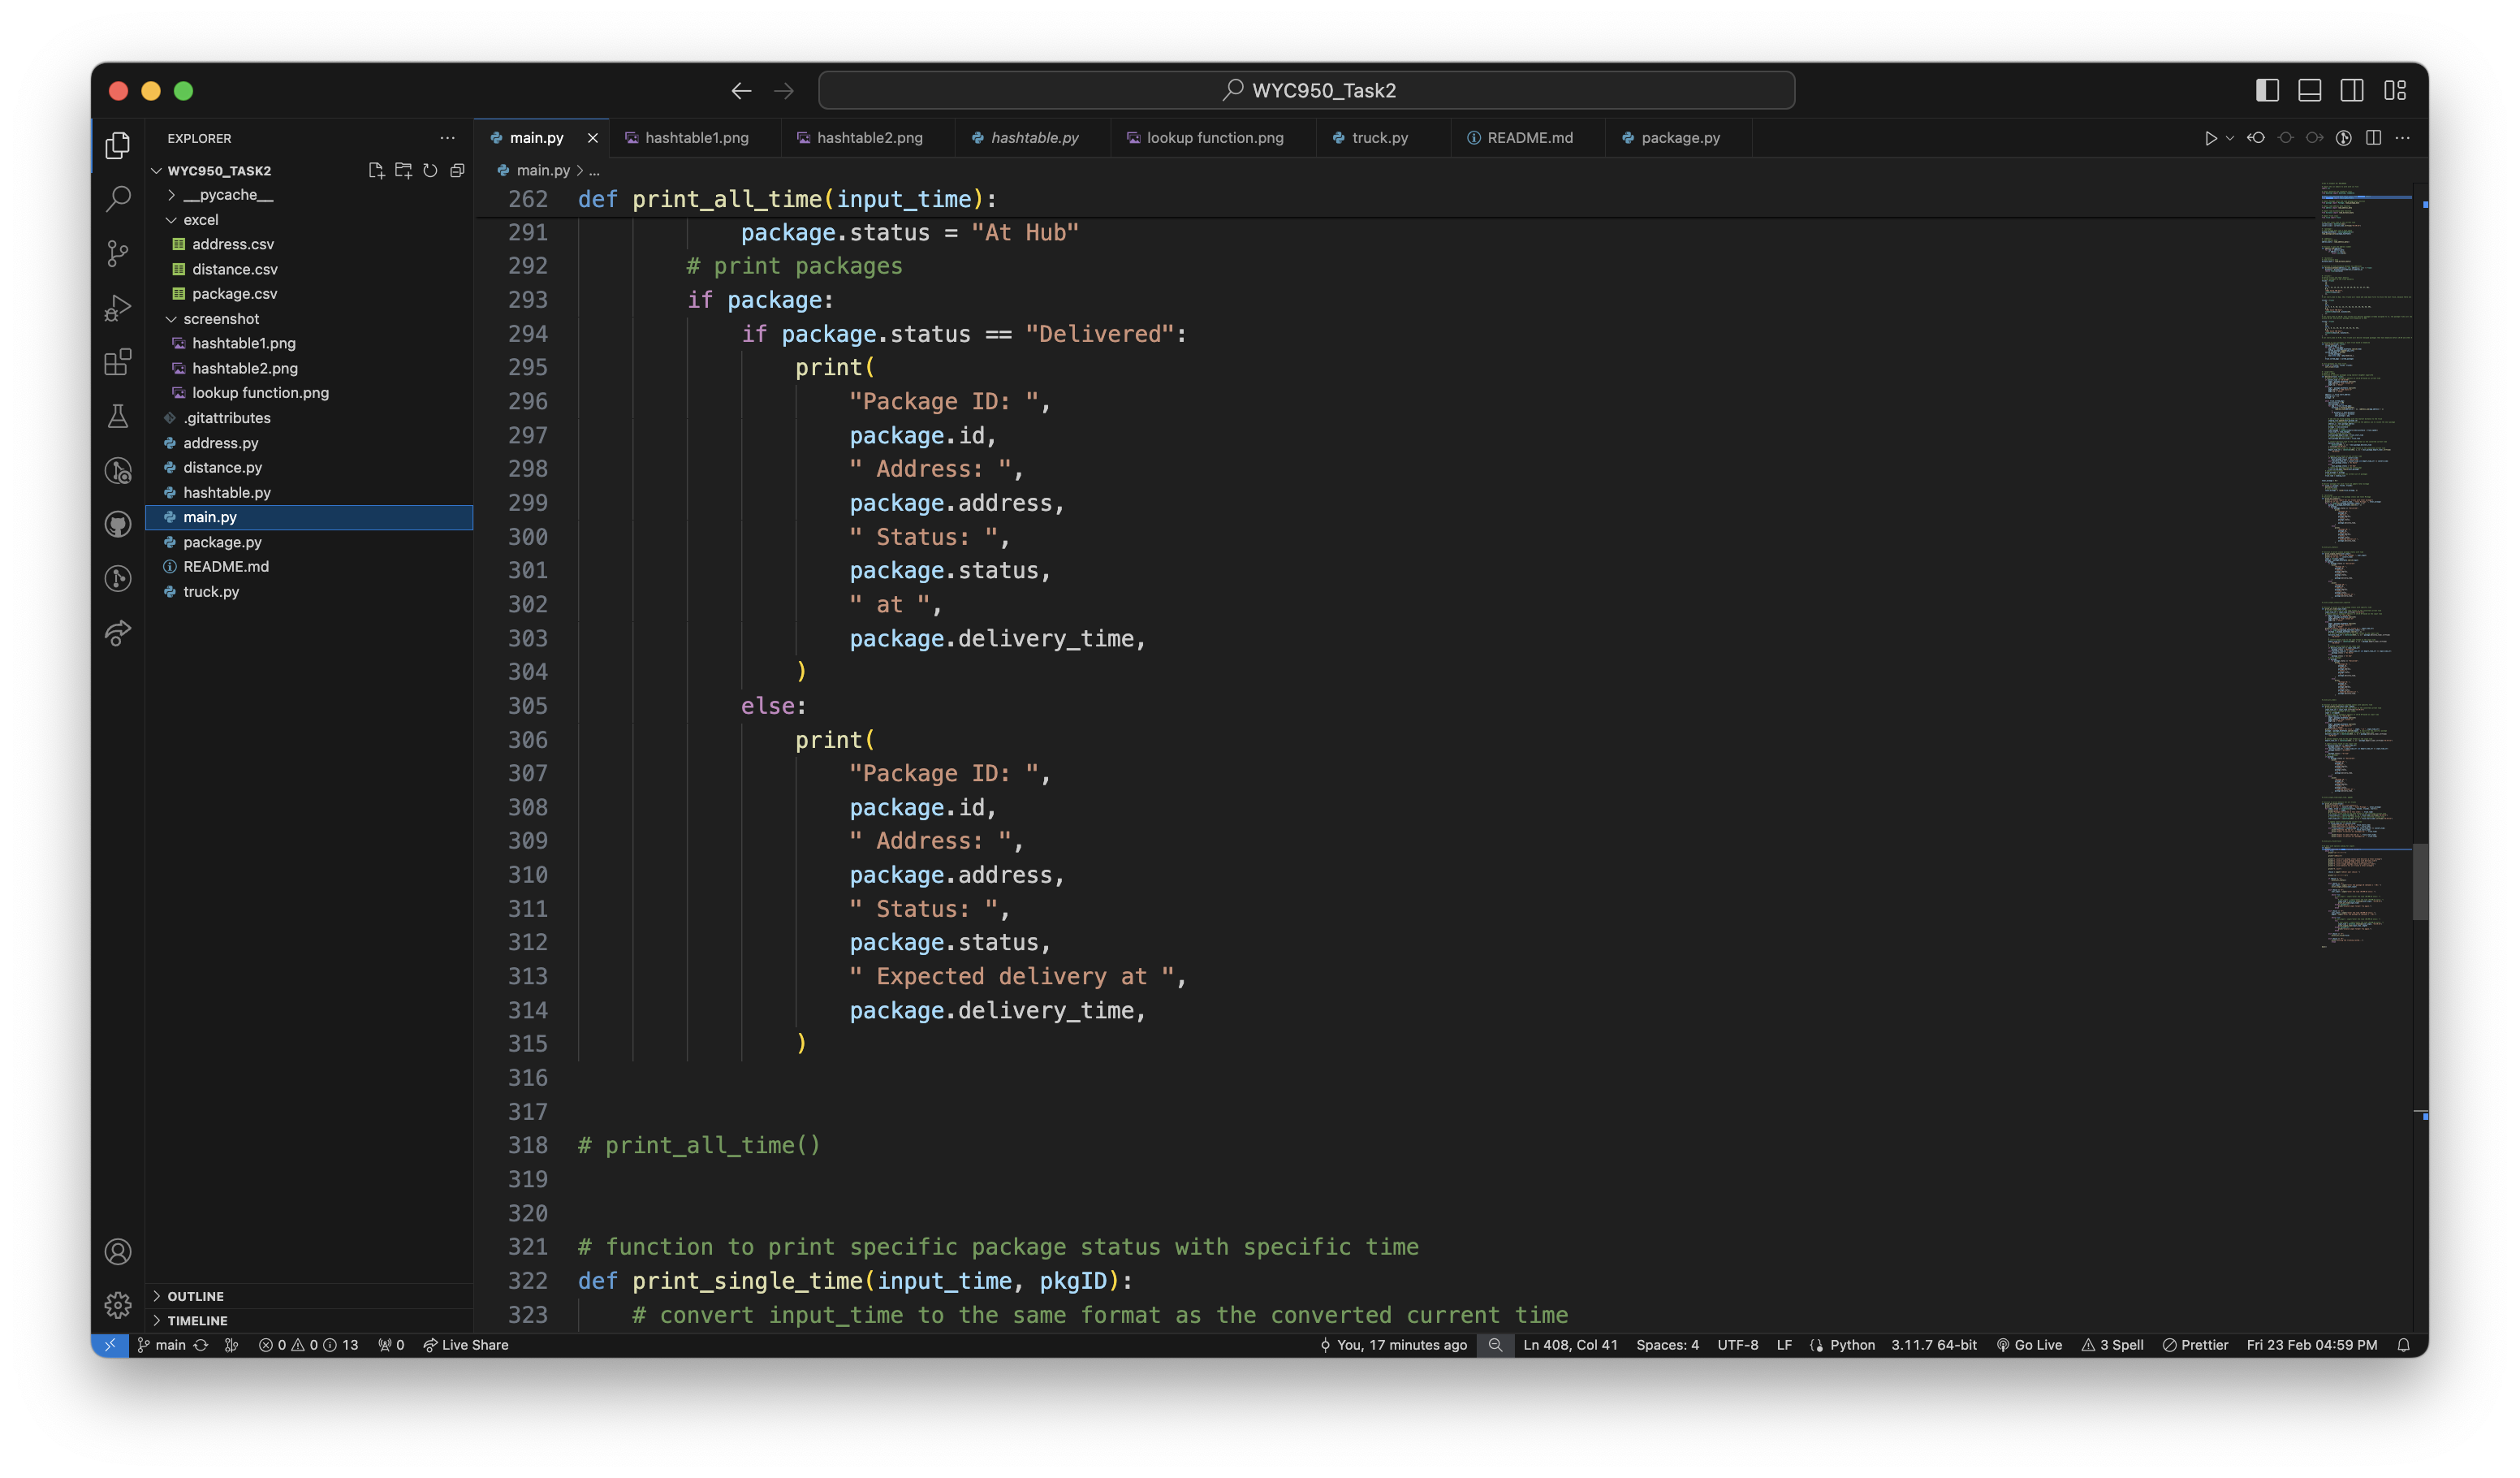 WYC950_Task2
EXPLORER
main.py
hashtable1.png
hashtable2.png
hashtable.py
lookup function.png
truck.py
README.md
package.py
WYC950_TASK2
__pycache__
excel
address.csv
distance.csv
package.csv
screenshot
hashtable1.png
hashtable2.png
lookup function.png
.gitattributes
address.py
distance.py
hashtable.py
main.py
package.py
README.md
truck.py
OUTLINE
TIMELINE
main.py > ...
262 def print_all_time(input_time):
291 package.status = "At Hub"
292 # print packages
293 if package:
294 if package.status == "Delivered":
295 print(
296 "Package ID: ",
297 package.id,
298 " Address: ",
299 package.address,
300 " Status: ",
301 package.status,
302 " at ",
303 package.delivery_time,
304 )
305 else:
306 print(
307 "Package ID: ",
308 package.id,
309 " Address: ",
310 package.address,
311 " Status: ",
312 package.status,
313 " Expected delivery at ",
314 package.delivery_time,
315 )
316
317
318 # print_all_time()
319
320
321 # function to print specific package status with specific time
322 def print_single_time(input_time, pkgID):
323 # convert input_time to the same format as the converted current time
main 0 0 13 0 Live Share You, 17 minutes ago Ln 408, Col 41 Spaces: 4 UTF-8 LF Python 3.11.7 64-bit Go Live 3 Spell Prettier Fri 23 Feb 04:59 PM